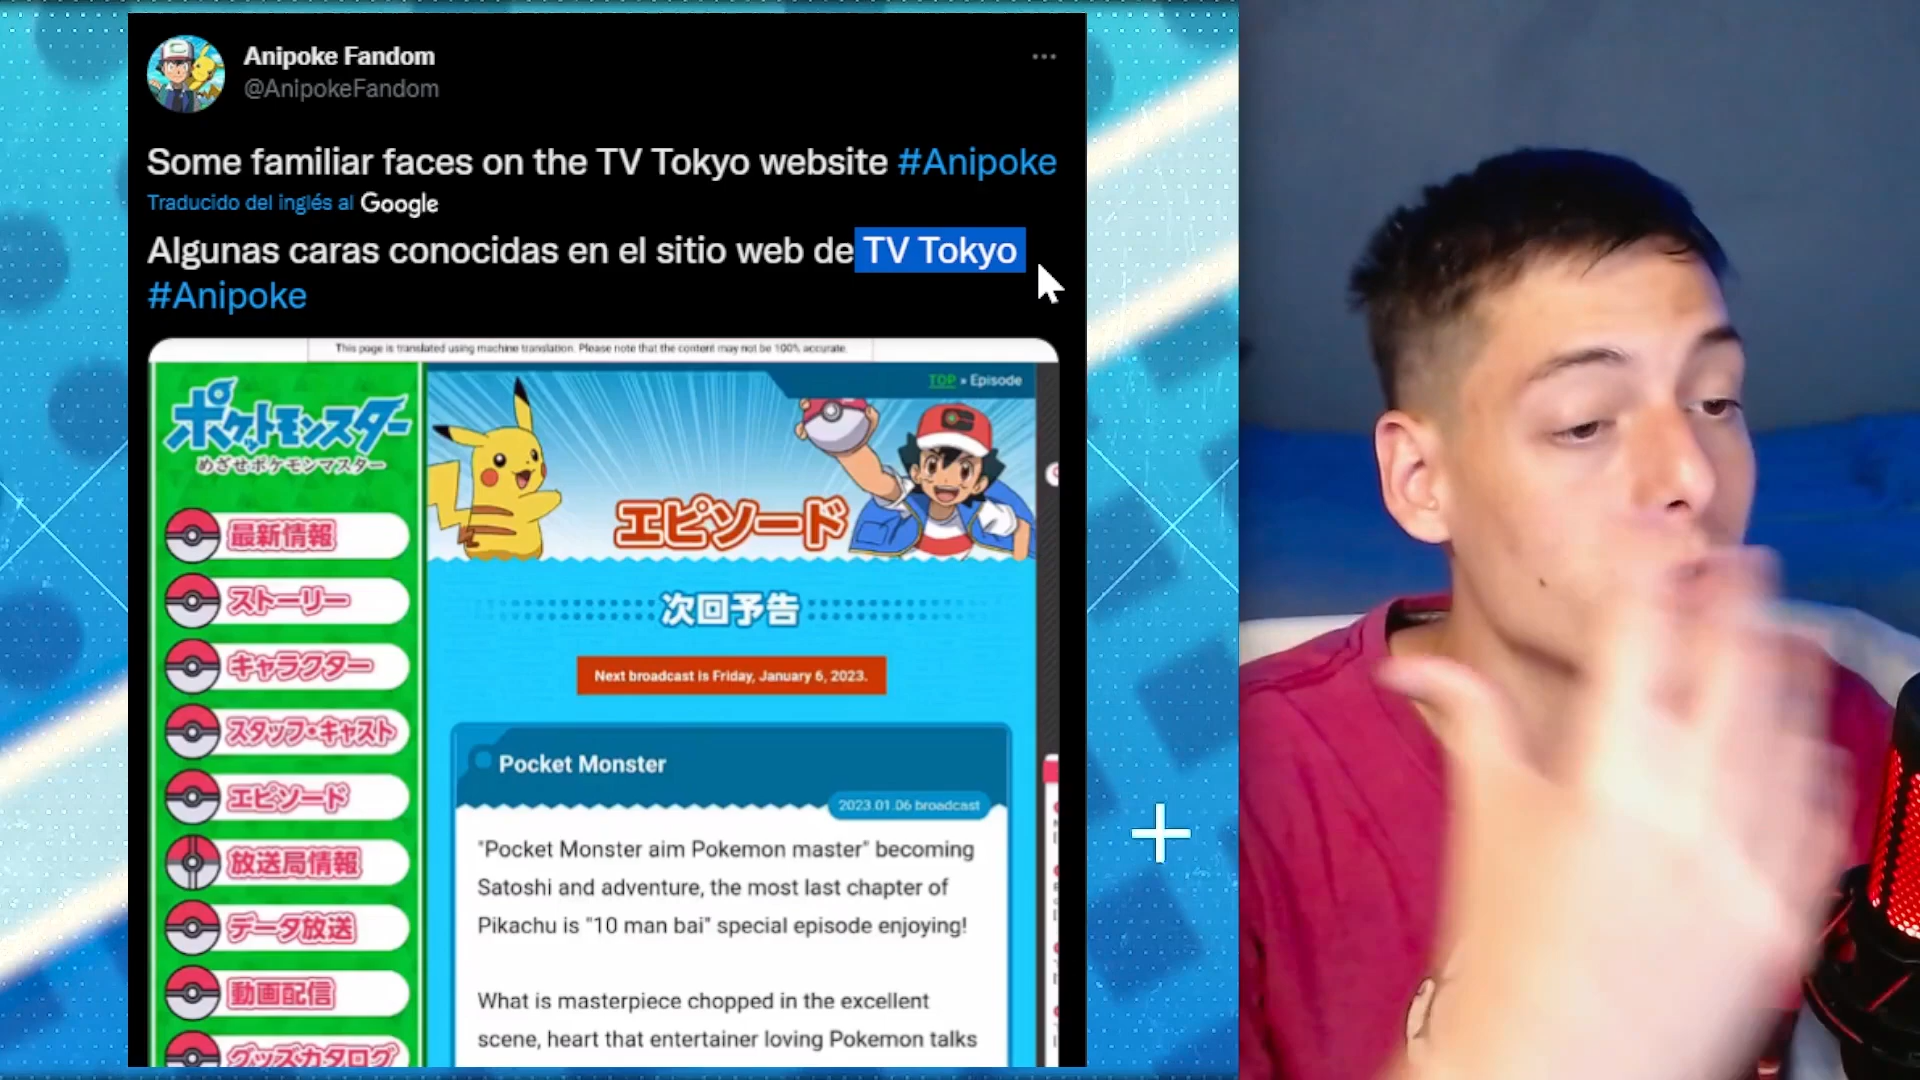 Anipoke Fandom
@AnipokeFandom
Some familiar faces on the TV Tokyo website #Anipoke
Traducido del inglés al Google
Algunas caras conocidas en el sitio web de TV Tokyo
#Anipoke
This page is translated using machine translation. Please note that the content may not be 100% accurate.
TOP » Episode
ポケットモンスター
めざせポケモンマスター
エピソード
最新情報
ストーリー
キャラクター
スタッフ・キャスト
エピソード
放送局情報
データ放送
動画配信
グッズカタログ
次回予告
Next broadcast is Friday, January 6, 2023.
Pocket Monster
2023.01.06 broadcast
"Pocket Monster aim Pokemon master" becoming
Satoshi and adventure, the most last chapter of
Pikachu is "10 man bai" special episode enjoying!
What is masterpiece chopped in the excellent
scene, heart that entertainer loving Pokemon talks